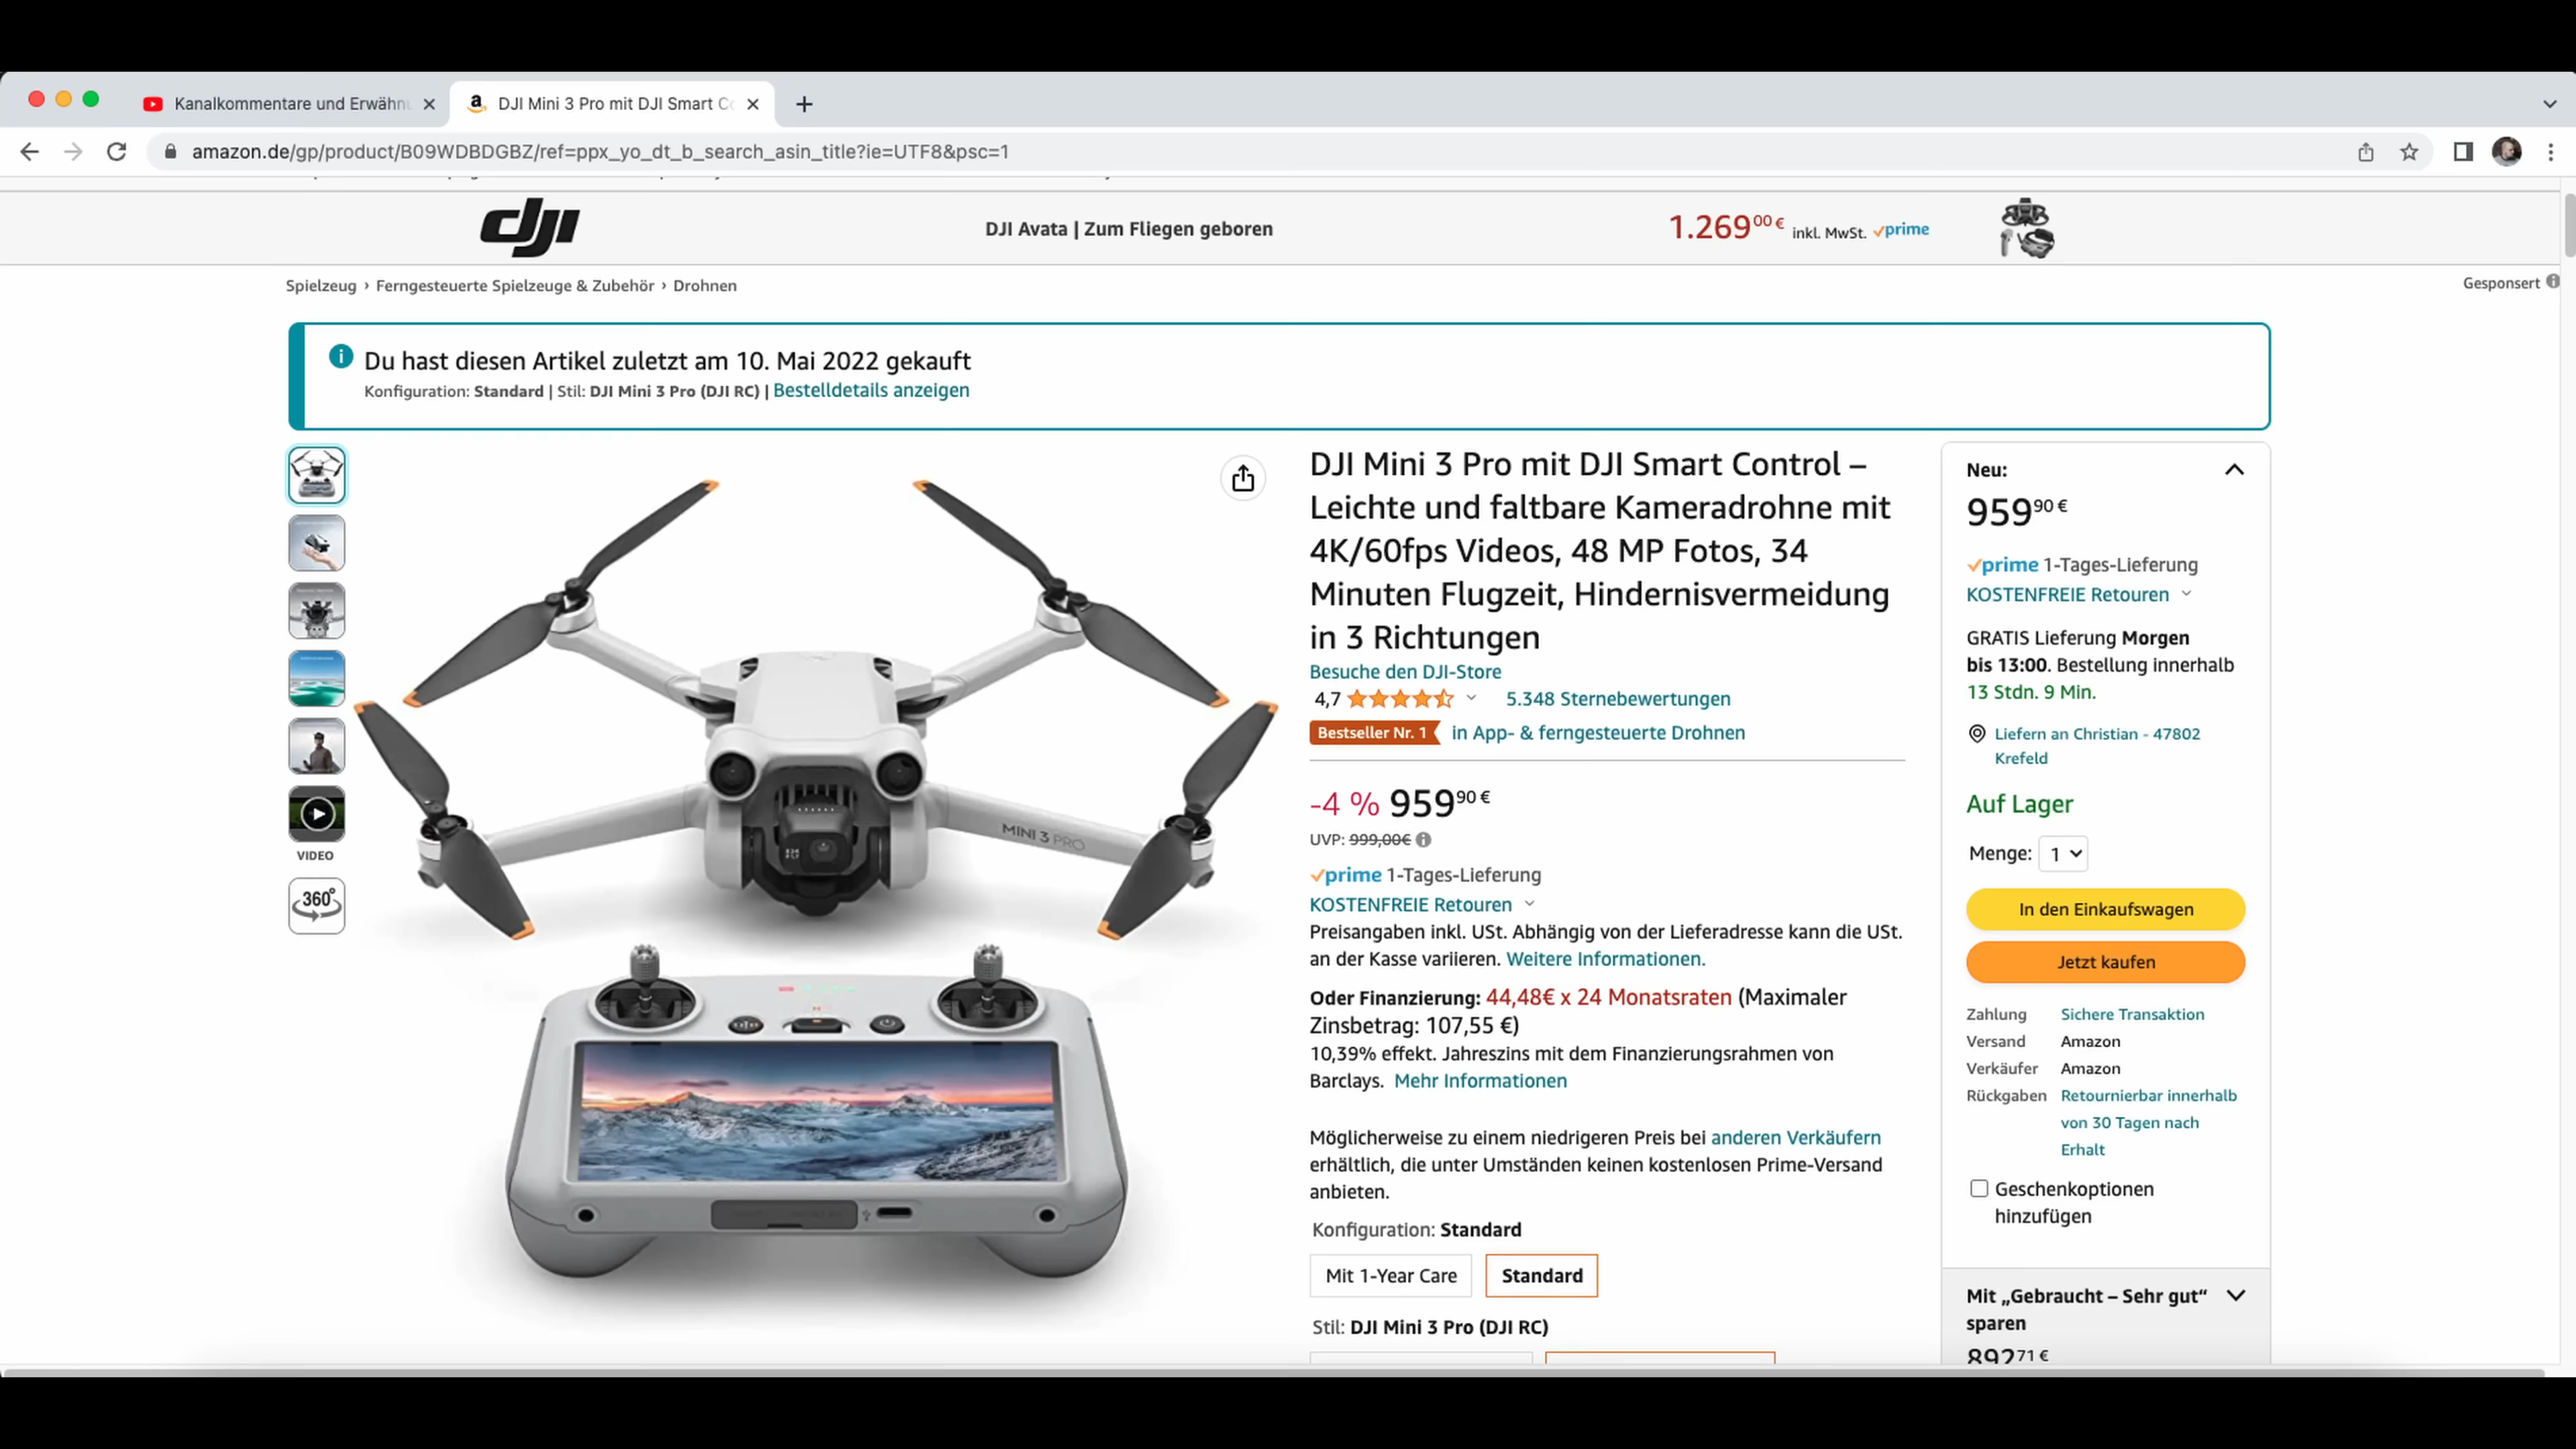 Kanalkommentare und Erwähn
DJI Mini 3 Pro mit DJI Smart Co
amazon.de/gp/product/B09WDBDGBZ/ref=ppx_yo_dt_b_search_asin_title?ie=UTF8&psc=1
dji
DJI Avata | Zum Fliegen geboren
1.269⁰⁰ € inkl. MwSt. prime
Spielzeug › Ferngesteuerte Spielzeuge & Zubehör › Drohnen
Gesponsert
Du hast diesen Artikel zuletzt am 10. Mai 2022 gekauft
Konfiguration: Standard | Stil: DJI Mini 3 Pro (DJI RC) | Bestelldetails anzeigen
VIDEO
360°
MINI 3 PRO
DJI Mini 3 Pro mit DJI Smart Control –
Leichte und faltbare Kameradrohne mit
4K/60fps Videos, 48 MP Fotos, 34
Minuten Flugzeit, Hindernisvermeidung
in 3 Richtungen
Besuche den DJI-Store
4,7 5.348 Sternebewertungen
Bestseller Nr. 1 in App- & ferngesteuerte Drohnen
-4 % 959⁹⁰ €
UVP: 999,00€
prime 1-Tages-Lieferung
KOSTENFREIE Retouren
Preisangaben inkl. USt. Abhängig von der Lieferadresse kann die USt.
an der Kasse variieren. Weitere Informationen.
Oder Finanzierung: 44,48€ x 24 Monatsraten (Maximaler
Zinsbetrag: 107,55 €)
10,39% effekt. Jahreszins mit dem Finanzierungsrahmen von
Barclays. Mehr Informationen
Möglicherweise zu einem niedrigeren Preis bei anderen Verkäufern
erhältlich, die unter Umständen keinen kostenlosen Prime-Versand
anbieten.
Konfiguration: Standard
Mit 1-Year Care Standard
Stil: DJI Mini 3 Pro (DJI RC)
Neu:
959⁹⁰ €
prime 1-Tages-Lieferung
KOSTENFREIE Retouren
GRATIS Lieferung Morgen
bis 13:00. Bestellung innerhalb
13 Stdn. 9 Min.
Liefern an Christian - 47802
Krefeld
Auf Lager
Menge: 1
In den Einkaufswagen
Jetzt kaufen
Zahlung Sichere Transaktion
Versand Amazon
Verkäufer Amazon
Rückgaben Retournierbar innerhalb
von 30 Tagen nach
Erhalt
Geschenkoptionen
hinzufügen
Mit „Gebraucht – Sehr gut“
sparen
892⁷¹ €